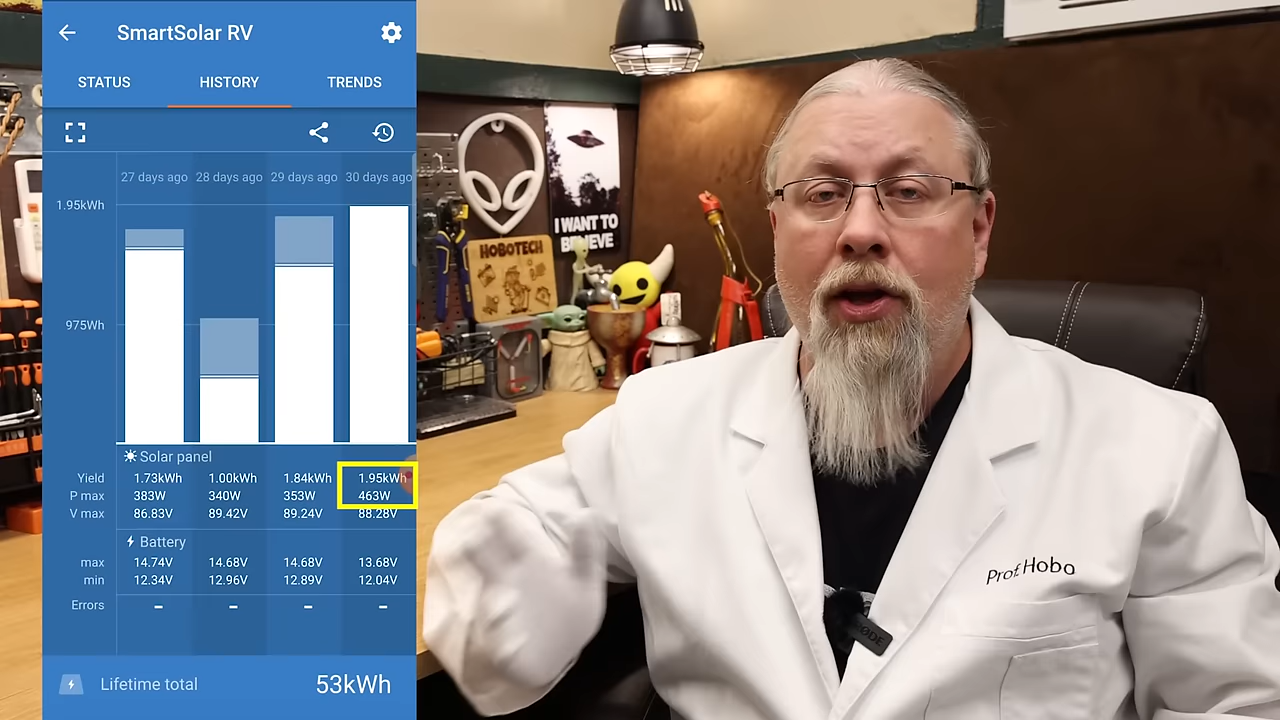 SmartSolar RV
STATUS HISTORY TRENDS
27 days ago 28 days ago 29 days ago 30 days ago
1.95kWh
975Wh
Solar panel
Yield 1.73kWh 1.00kWh 1.84kWh 1.95kWh
P max 383W 340W 353W 463W
V max 86.83V 89.42V 89.24V 88.28V
Battery
max 14.74V 14.68V 14.68V 13.68V
min 12.34V 12.96V 12.89V 12.04V
Errors – – – –
Lifetime total 53kWh
I WANT TO
BELIEVE
HOBOTECH
Prof. Hobo